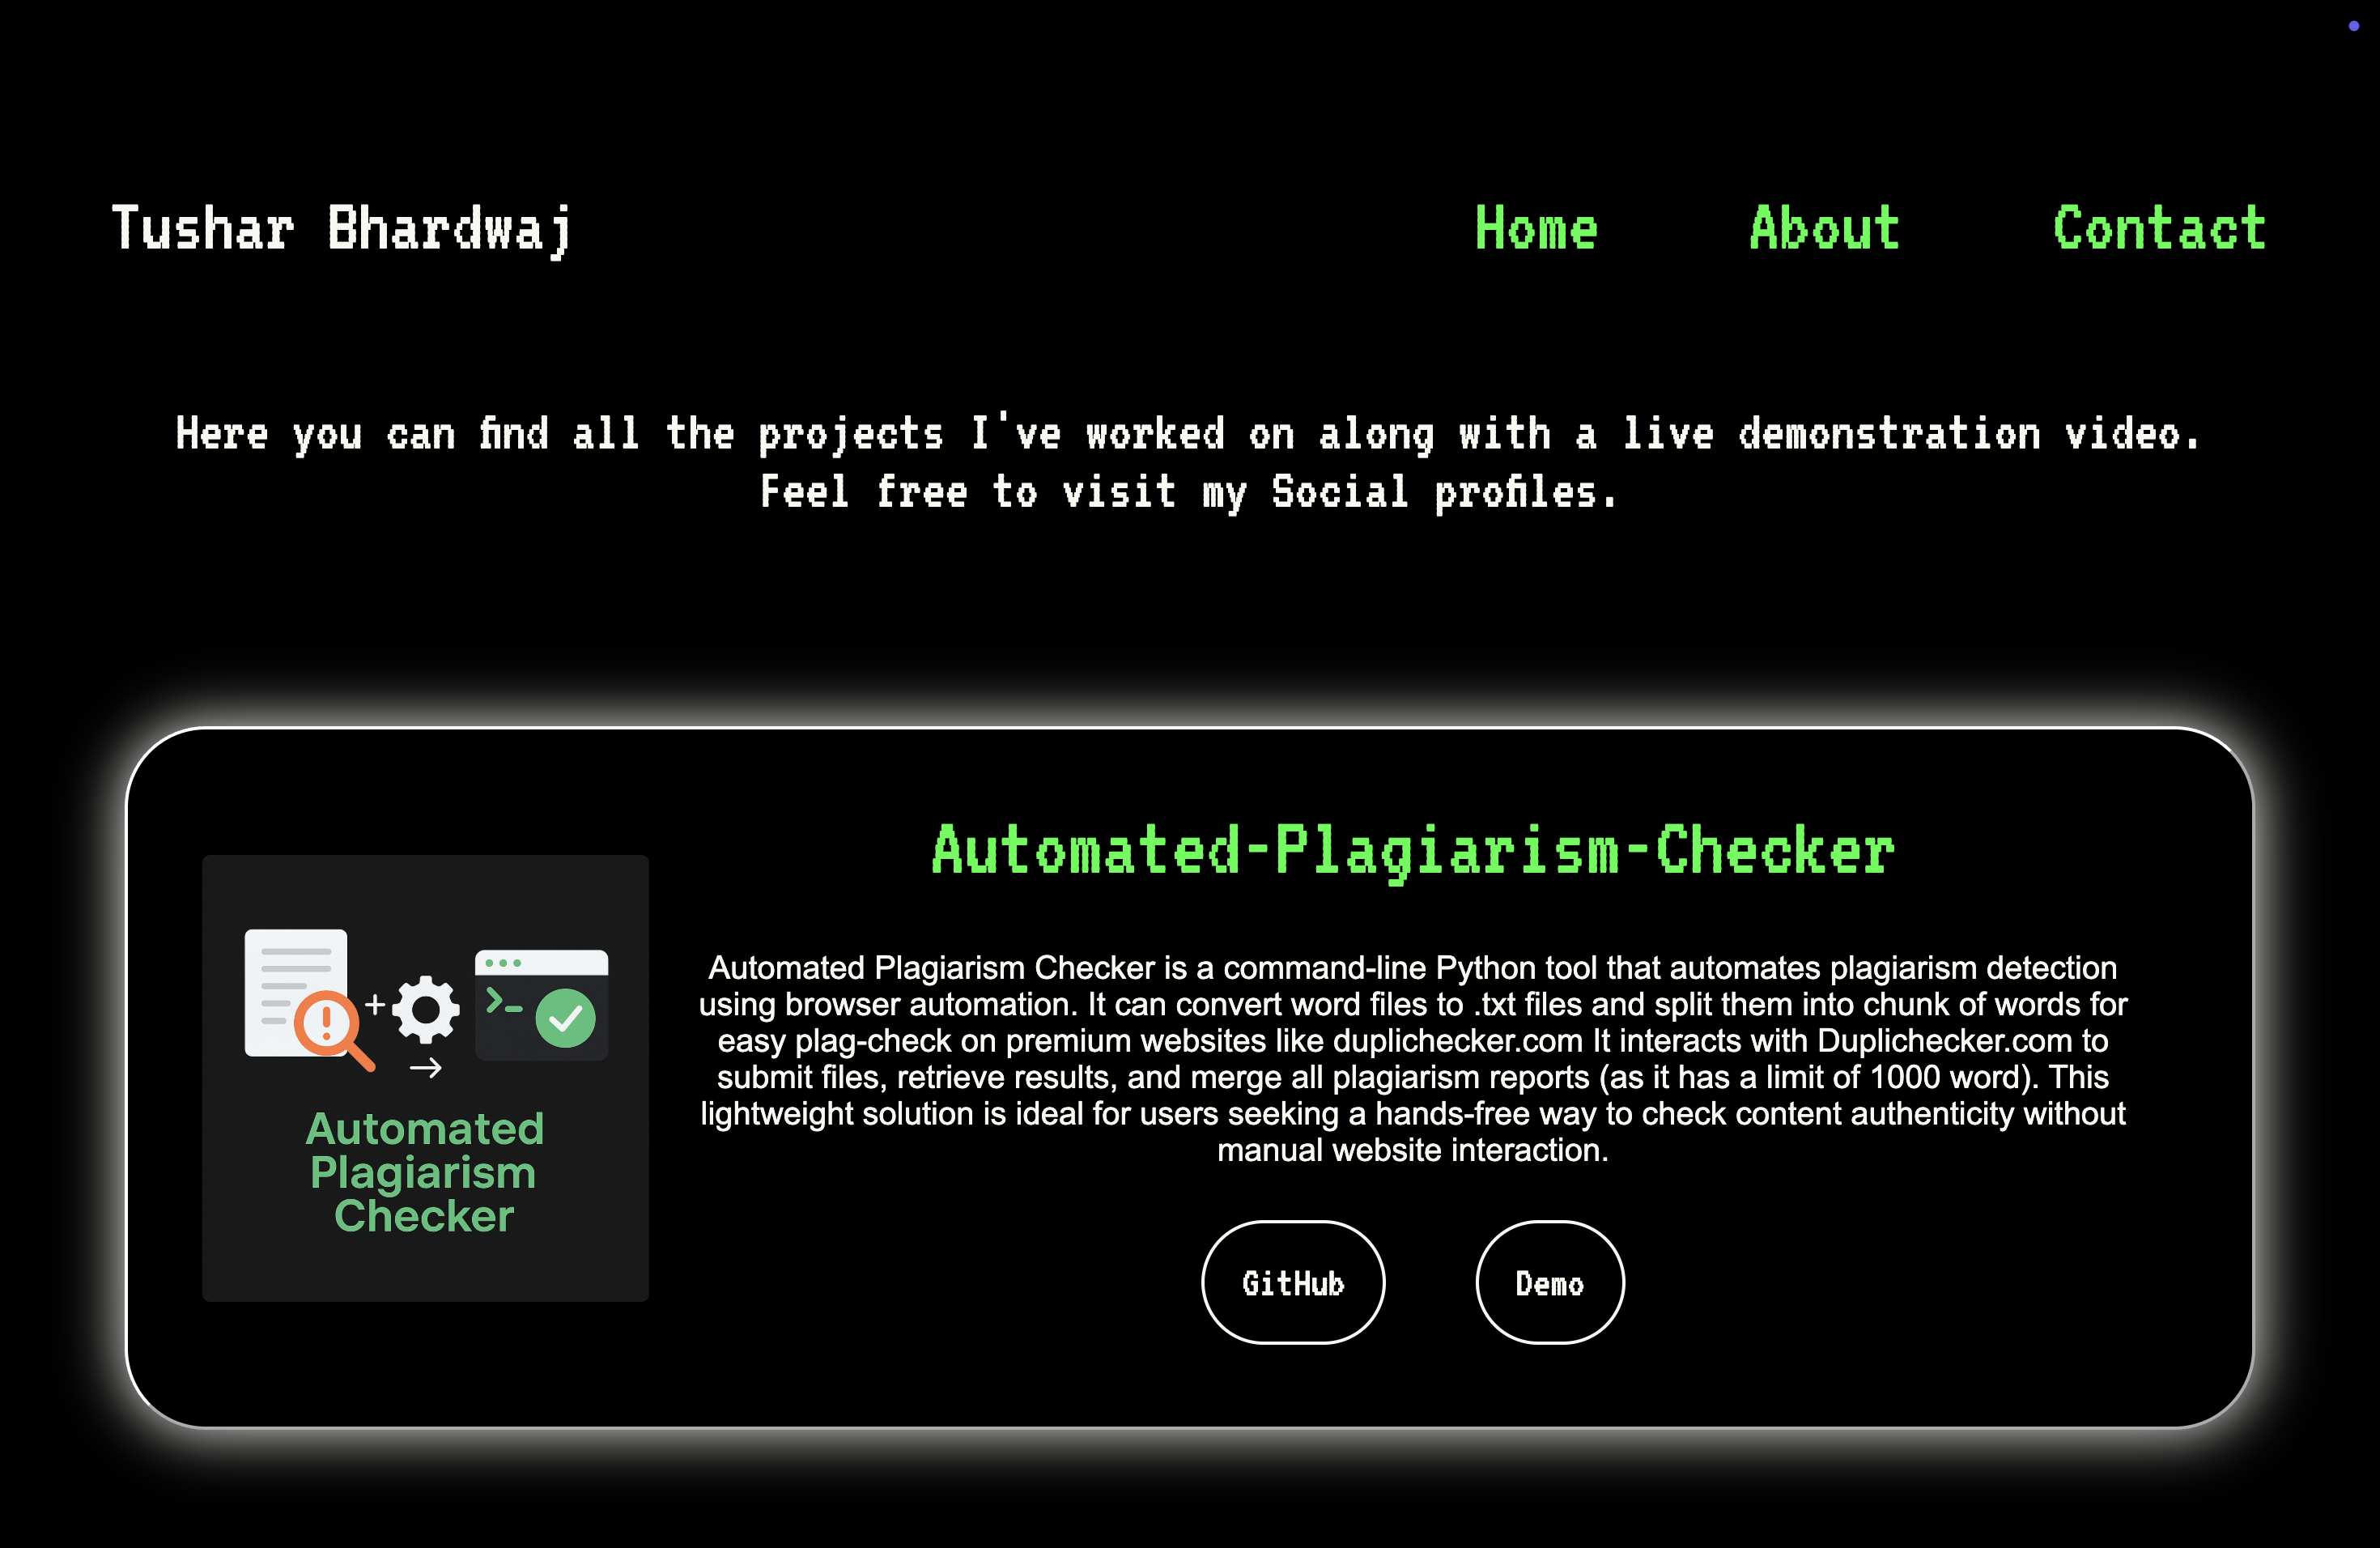 Tushar Bhardwaj Home About Contact
Here you can find all the projects I've worked on along with a live demonstration video.
Feel free to visit my Social profiles.
Automated-Plagiarism-Checker
Automated Plagiarism Checker is a command-line Python tool that automates plagiarism detection
using browser automation. It can convert word files to .txt files and split them into chunk of words for
easy plag-check on premium websites like duplichecker.com It interacts with Duplichecker.com to
submit files, retrieve results, and merge all plagiarism reports (as it has a limit of 1000 word). This
lightweight solution is ideal for users seeking a hands-free way to check content authenticity without
manual website interaction.
Automated
Plagiarism
Checker
GitHub Demo